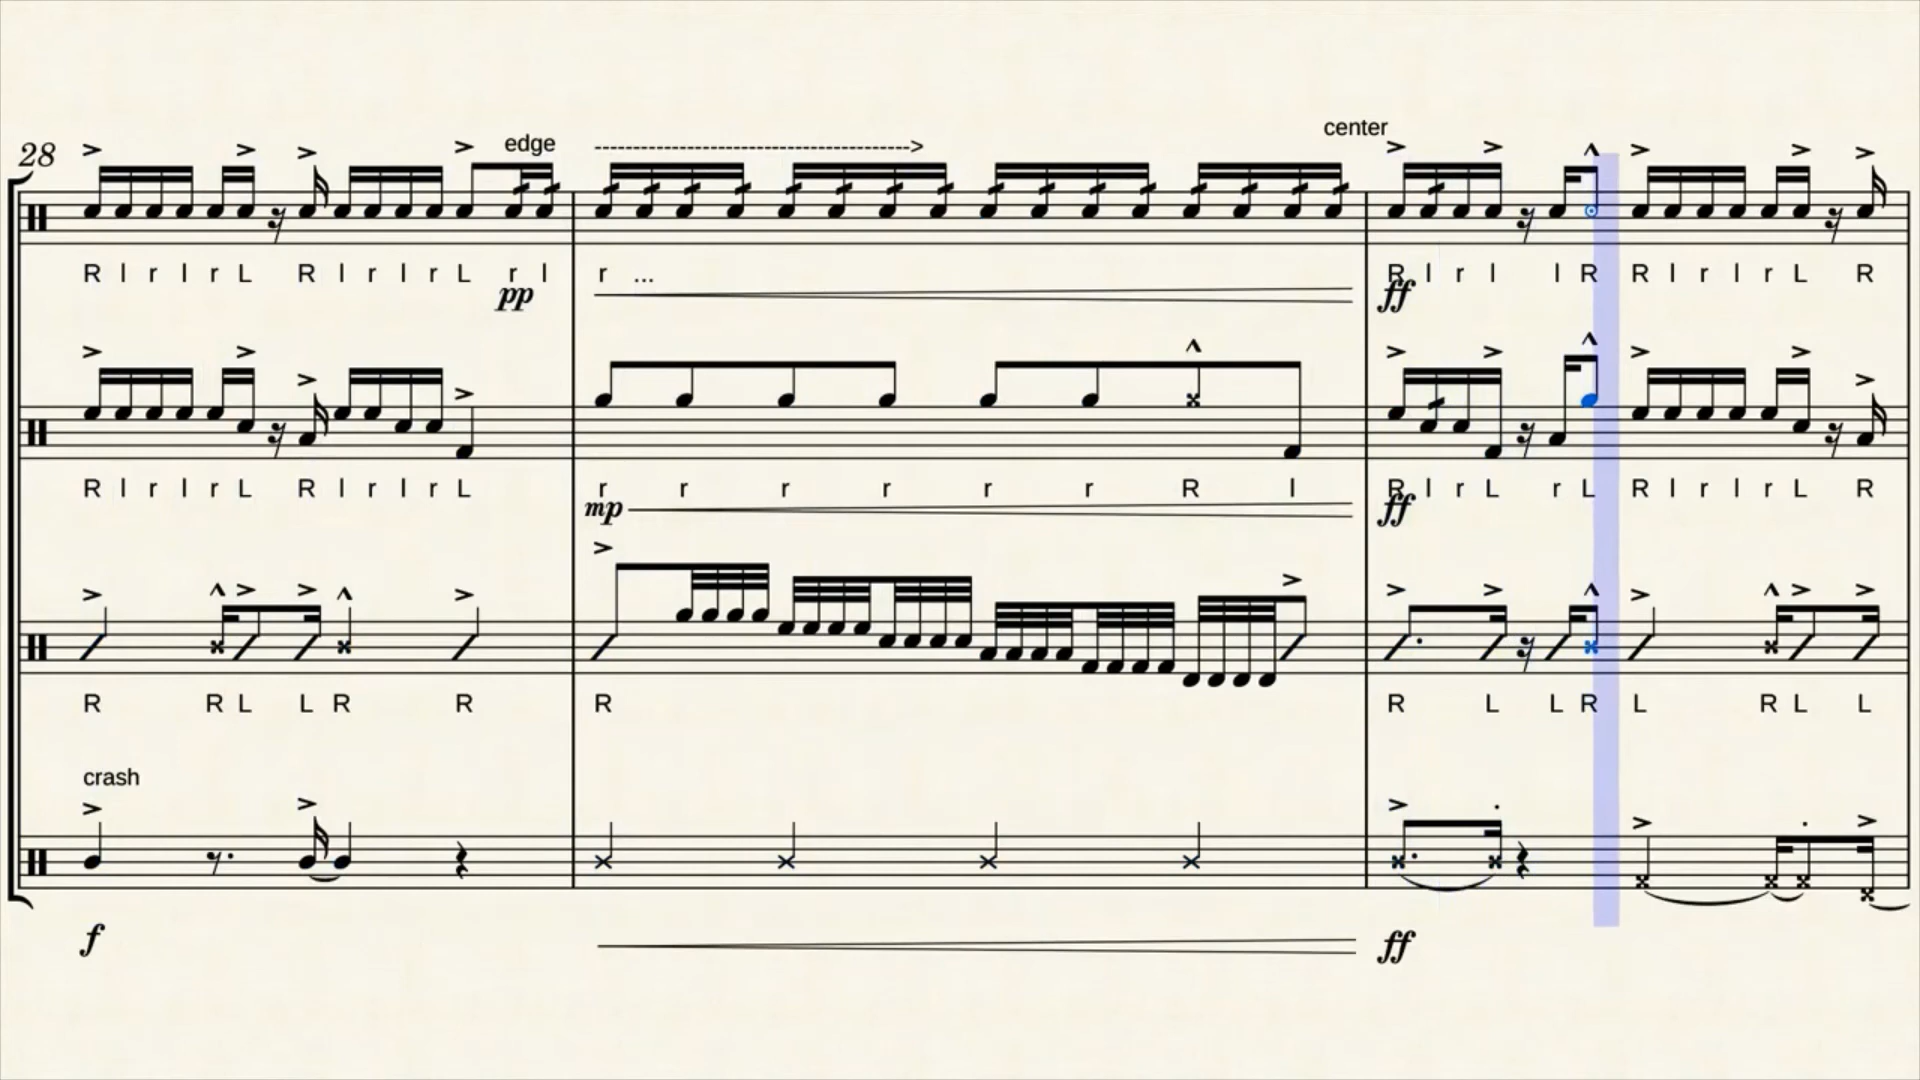 center
edge ------------------------------------->
28
R l r l r L R l r l r L r l r ... R l r l l R R l r l r L R
pp ff
R l r l r L R l r l r L r r r r r r R l R l r L r L R l r l r L R
mp ff
R R L L R R R R L L R L R L L
crash
f ff